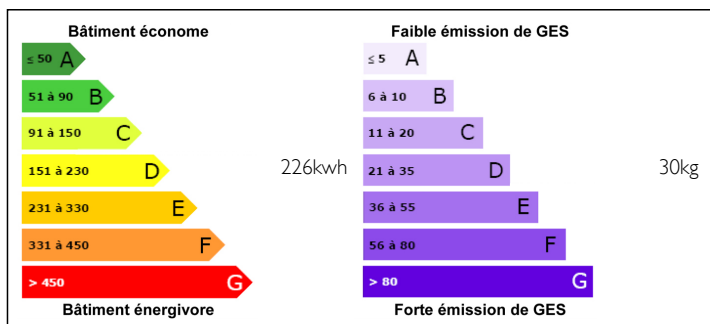 Bâtiment économe
≤ 50 A
51 à 90 B
91 à 150 C
151 à 230 D
231 à 330 E
331 à 450 F
> 450 G
Bâtiment énergivore
226kwh
Faible émission de GES
≤ 5 A
6 à 10 B
11 à 20 C
21 à 35 D
36 à 55 E
56 à 80 F
> 80 G
Forte émission de GES
30kg